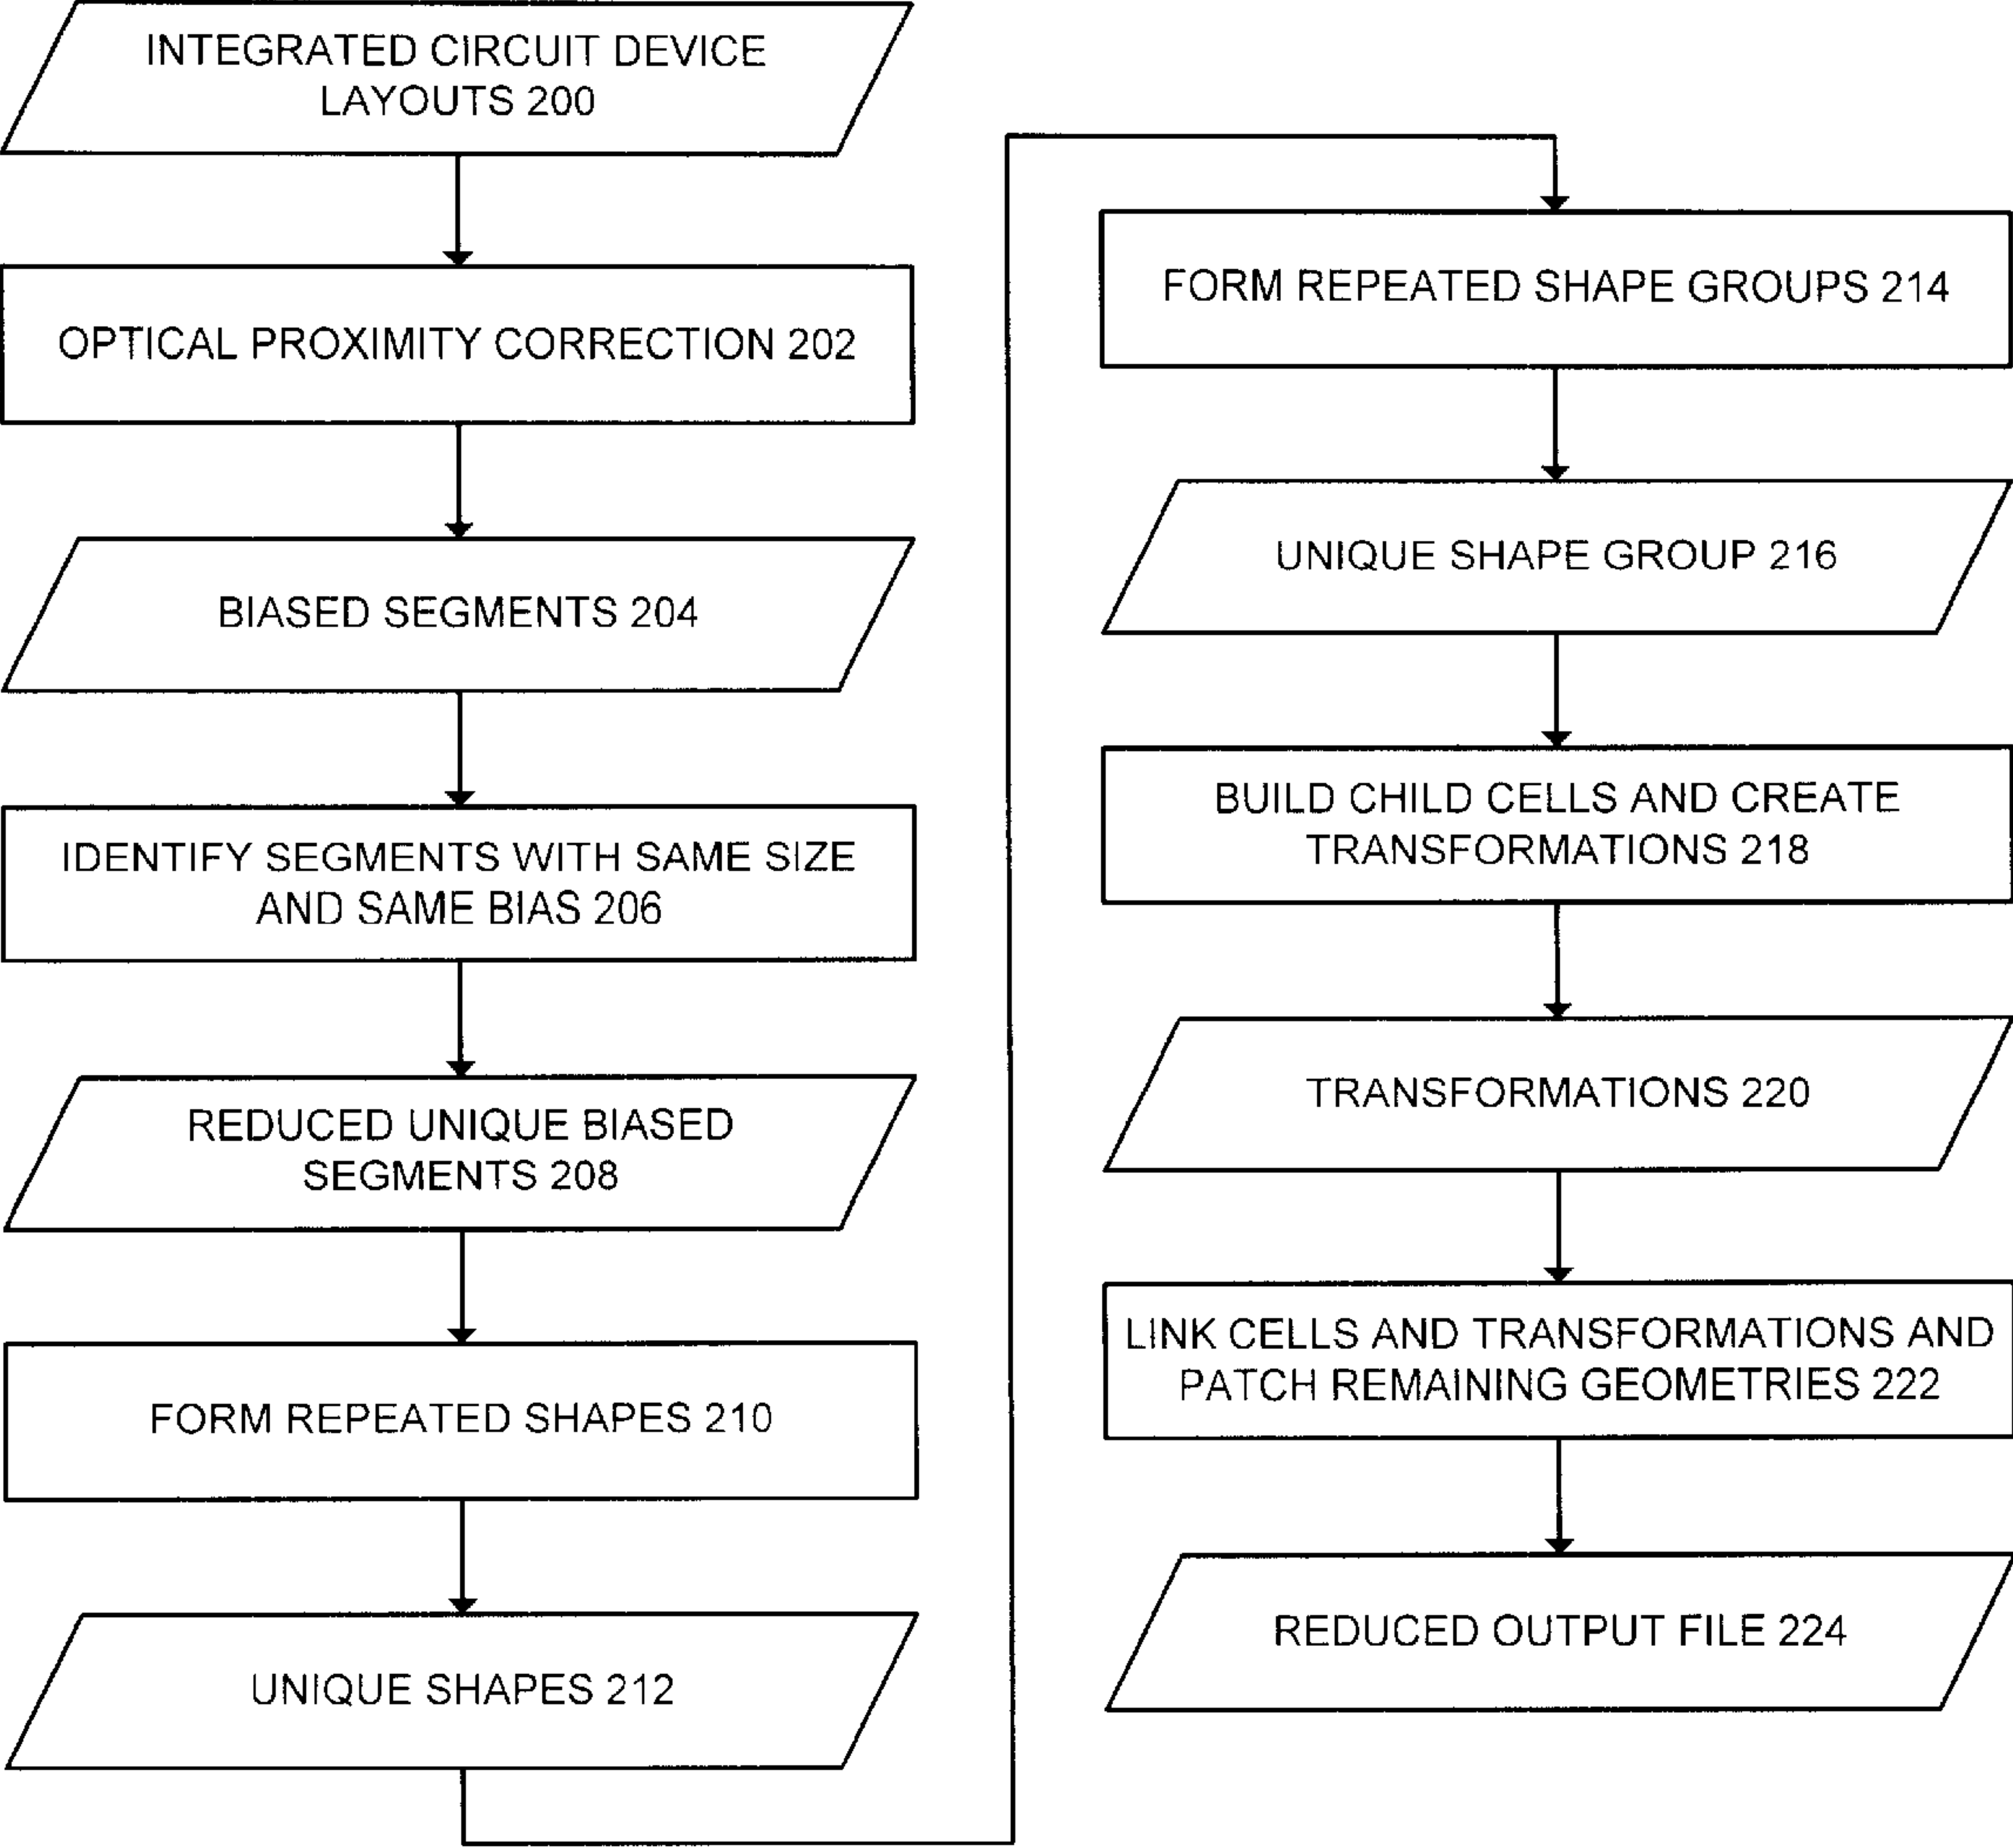 INTEGRATED CIRCUIT DEVICE
LAYOUTS 200
OPTICAL PROXIMITY CORRECTION 202
BIASED SEGMENTS 204
IDENTIFY SEGMENTS WITH SAME SIZE
AND SAME BIAS 206
REDUCED UNIQUE BIASED
SEGMENTS 208
FORM REPEATED SHAPES 210
UNIQUE SHAPES 212
FORM REPEATED SHAPE GROUPS 214
UNIQUE SHAPE GROUP 216
BUILD CHILD CELLS AND CREATE
TRANSFORMATIONS 218
TRANSFORMATIONS 220
LINK CELLS AND TRANSFORMATIONS AND
PATCH REMAINING GEOMETRIES 222
REDUCED OUTPUT FILE 224